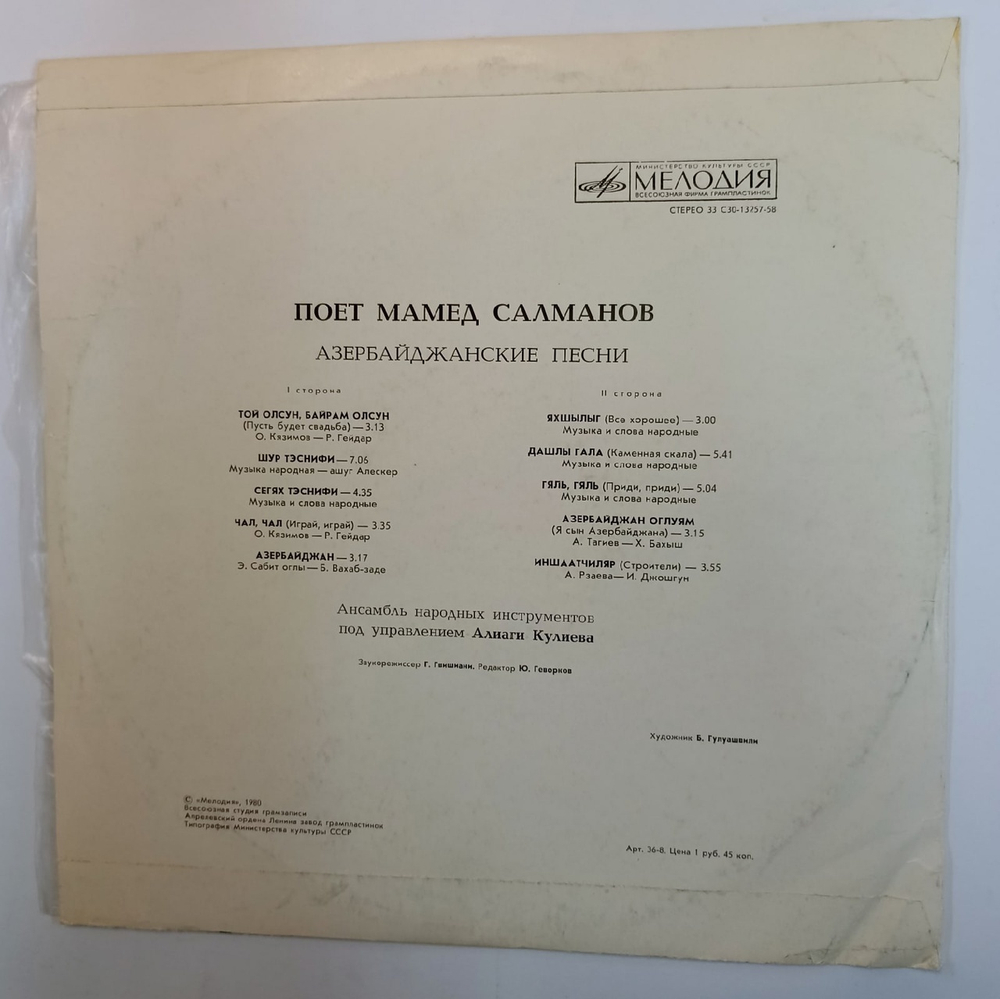 МИНИСТЕРСТВО КУЛЬТУРЫ СССР
МЕЛОДИЯ
ВСЕСОЮЗНАЯ ФИРМА ГРАМПЛАСТИНОК
СТЕРЕО 33 С30-13257-58
ПОЕТ МАМЕД САЛМАНОВ
АЗЕРБАЙДЖАНСКИЕ ПЕСНИ
I сторона
ТОЙ ОЛСУН, БАЙРАМ ОЛСУН
(Пусть будет свадьба) — 3.13
О. Кязимов — Р. Гейдар
ШУР ТЭСНИФИ — 7.05
Музыка народная — ашуг Алескер
СЕГЯХ ТЭСНИФИ — 4.35
Музыка и слова народные
ЧАЛ, ЧАЛ (Играй, играй) — 3.35
О. Кязимов — Р. Гейдар
АЗЕРБАЙДЖАН — 3.17
Э. Сабит оглы — Б. Вахаб-заде
II сторона
ЯХШЫЛЫГ (Все хорошее) — 3.00
Музыка и слова народные
ДАШЛЫ ГАЛА (Каменная скала) — 5.41
Музыка и слова народные
ГЯЛЬ, ГЯЛЬ (Приди, приди) — 5.04
Музыка и слова народные
АЗЕРБАЙДЖАН ОГЛУЯМ
(Я сын Азербайджана) — 3.15
А. Тагиев — Х. Бахыш
ИНШААТЧИЛЯР (Строители) — 3.55
А. Рзаева — И. Джошгун
Ансамбль народных инструментов
под управлением Алиаги Кулиева
Звукорежиссер Г. Гвишиани. Редактор Ю. Геворков
Художник Б. Гулуашвили
© «Мелодия», 1980
Всесоюзная студия грамзаписи
Апрелевский ордена Ленина завод грампластинок
Типография Министерства культуры СССР
Арт. 36-8. Цена 1 руб. 45 коп.